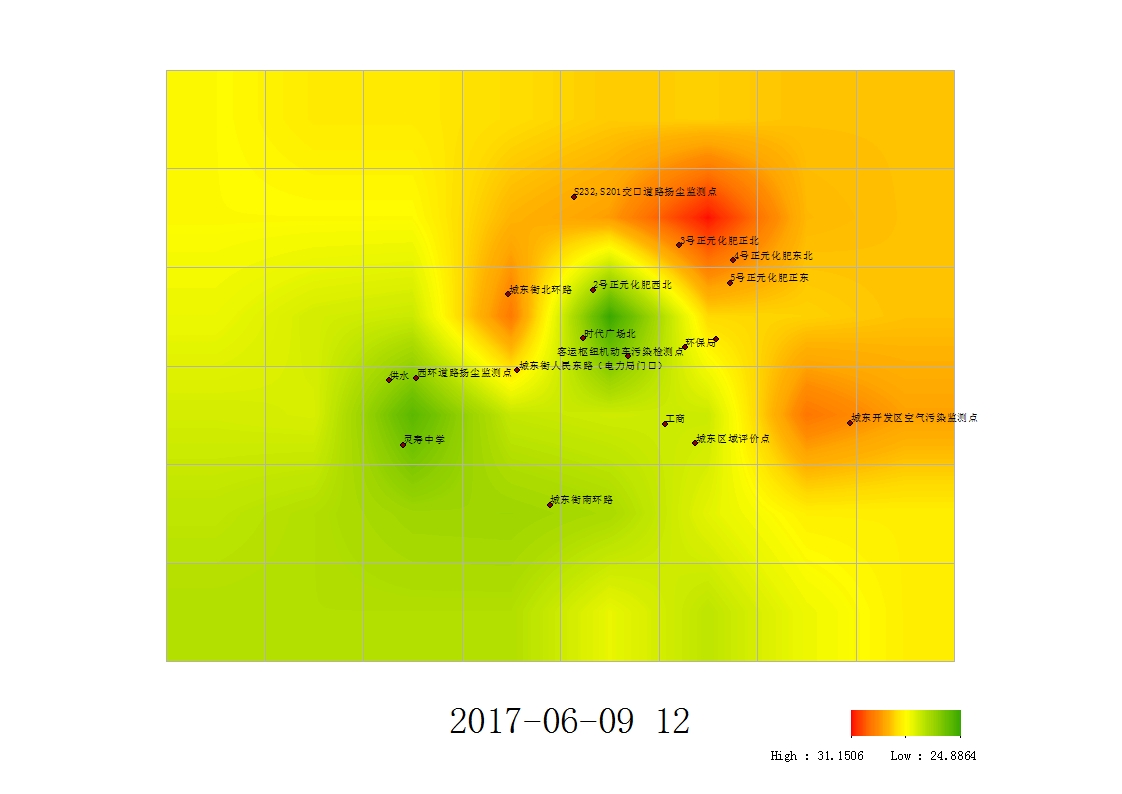 S232,S201交口道路扬尘监测点
3号正元化肥正北
4号正元化肥东北
5号正元化肥正东
2号正元化肥西北
城东街北环路
时代广场北
环保局
客运枢纽机动车污染检测点
城东街人民东路（电力局门口）
供水
西环道路扬尘监测点
城东开发区空气污染监测点
工商
城东区域评价点
灵寿中学
城东街南环路
2017-06-09 12
High : 31.1506 Low : 24.8864